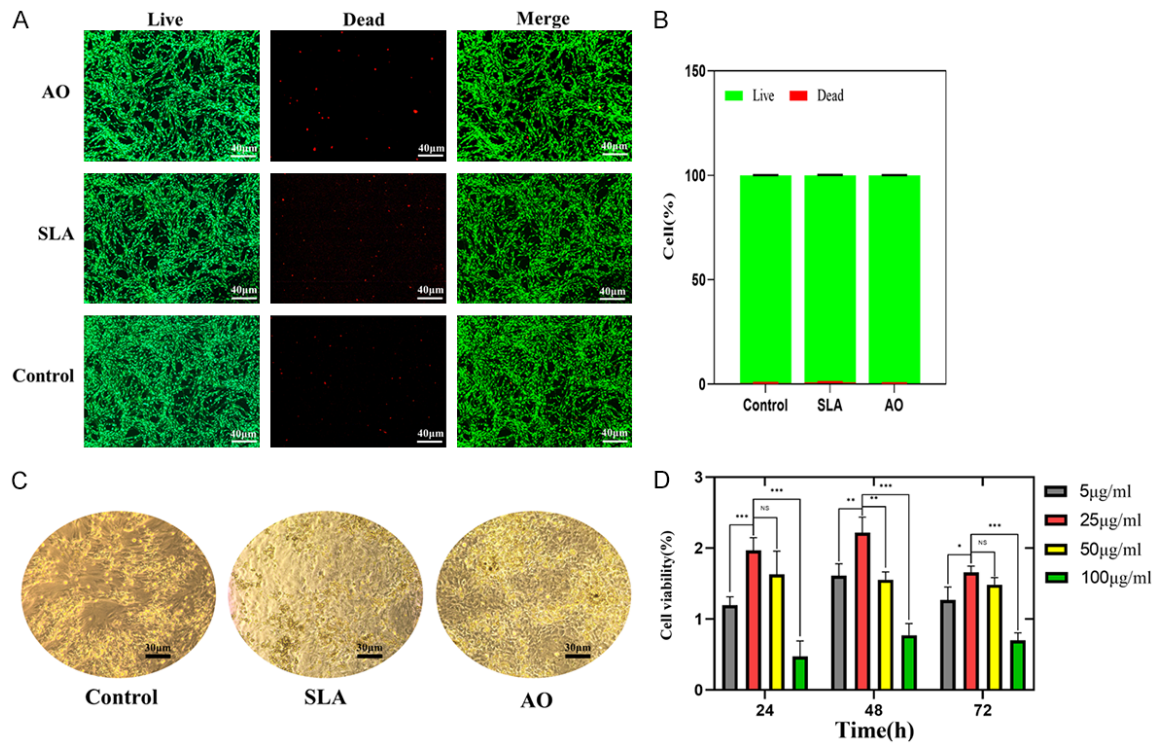 A
Live
Dead
Merge
AO
40μm
40μm
40μm
SLA
40μm
40μm
40μm
Control
40μm
40μm
40μm
B
150
Live
Dead
100
Cell(%)
50
0
Control
SLA
AO
C
30μm
30μm
30μm
Control
SLA
AO
D
3
***
***
NS
***
**
**
***
*
NS
2
Cell viability(%)
1
0
24
48
72
Time(h)
5μg/ml
25μg/ml
50μg/ml
100μg/ml